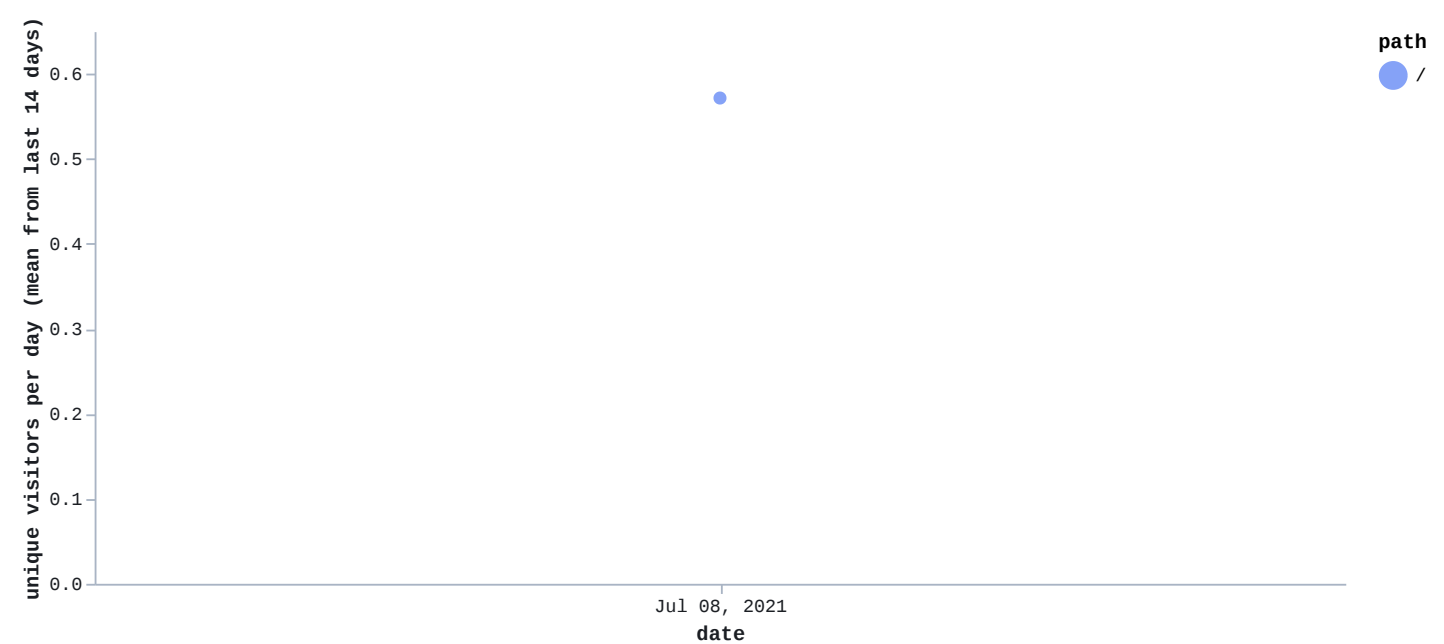 unique visitors per day (mean from last 14 days)
0.6
0.5
0.4
0.3
0.2
0.1
0.0
Jul 08, 2021
date
path
/